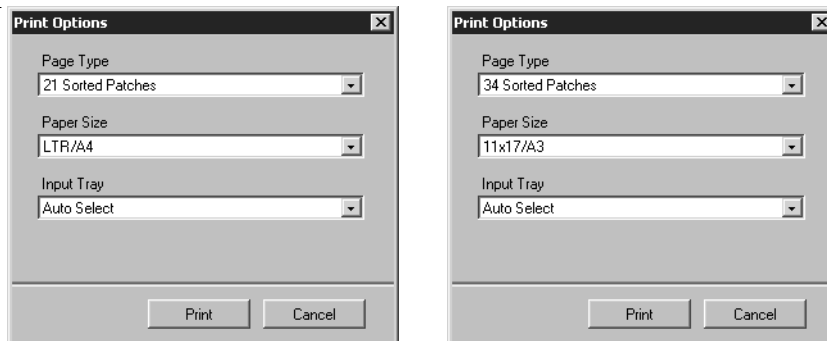 Print Options
Page Type
21 Sorted Patches
Paper Size
LTR/A4
Input Tray
Auto Select
Print Cancel
Print Options
Page Type
34 Sorted Patches
Paper Size
11x17/A3
Input Tray
Auto Select
Print Cancel